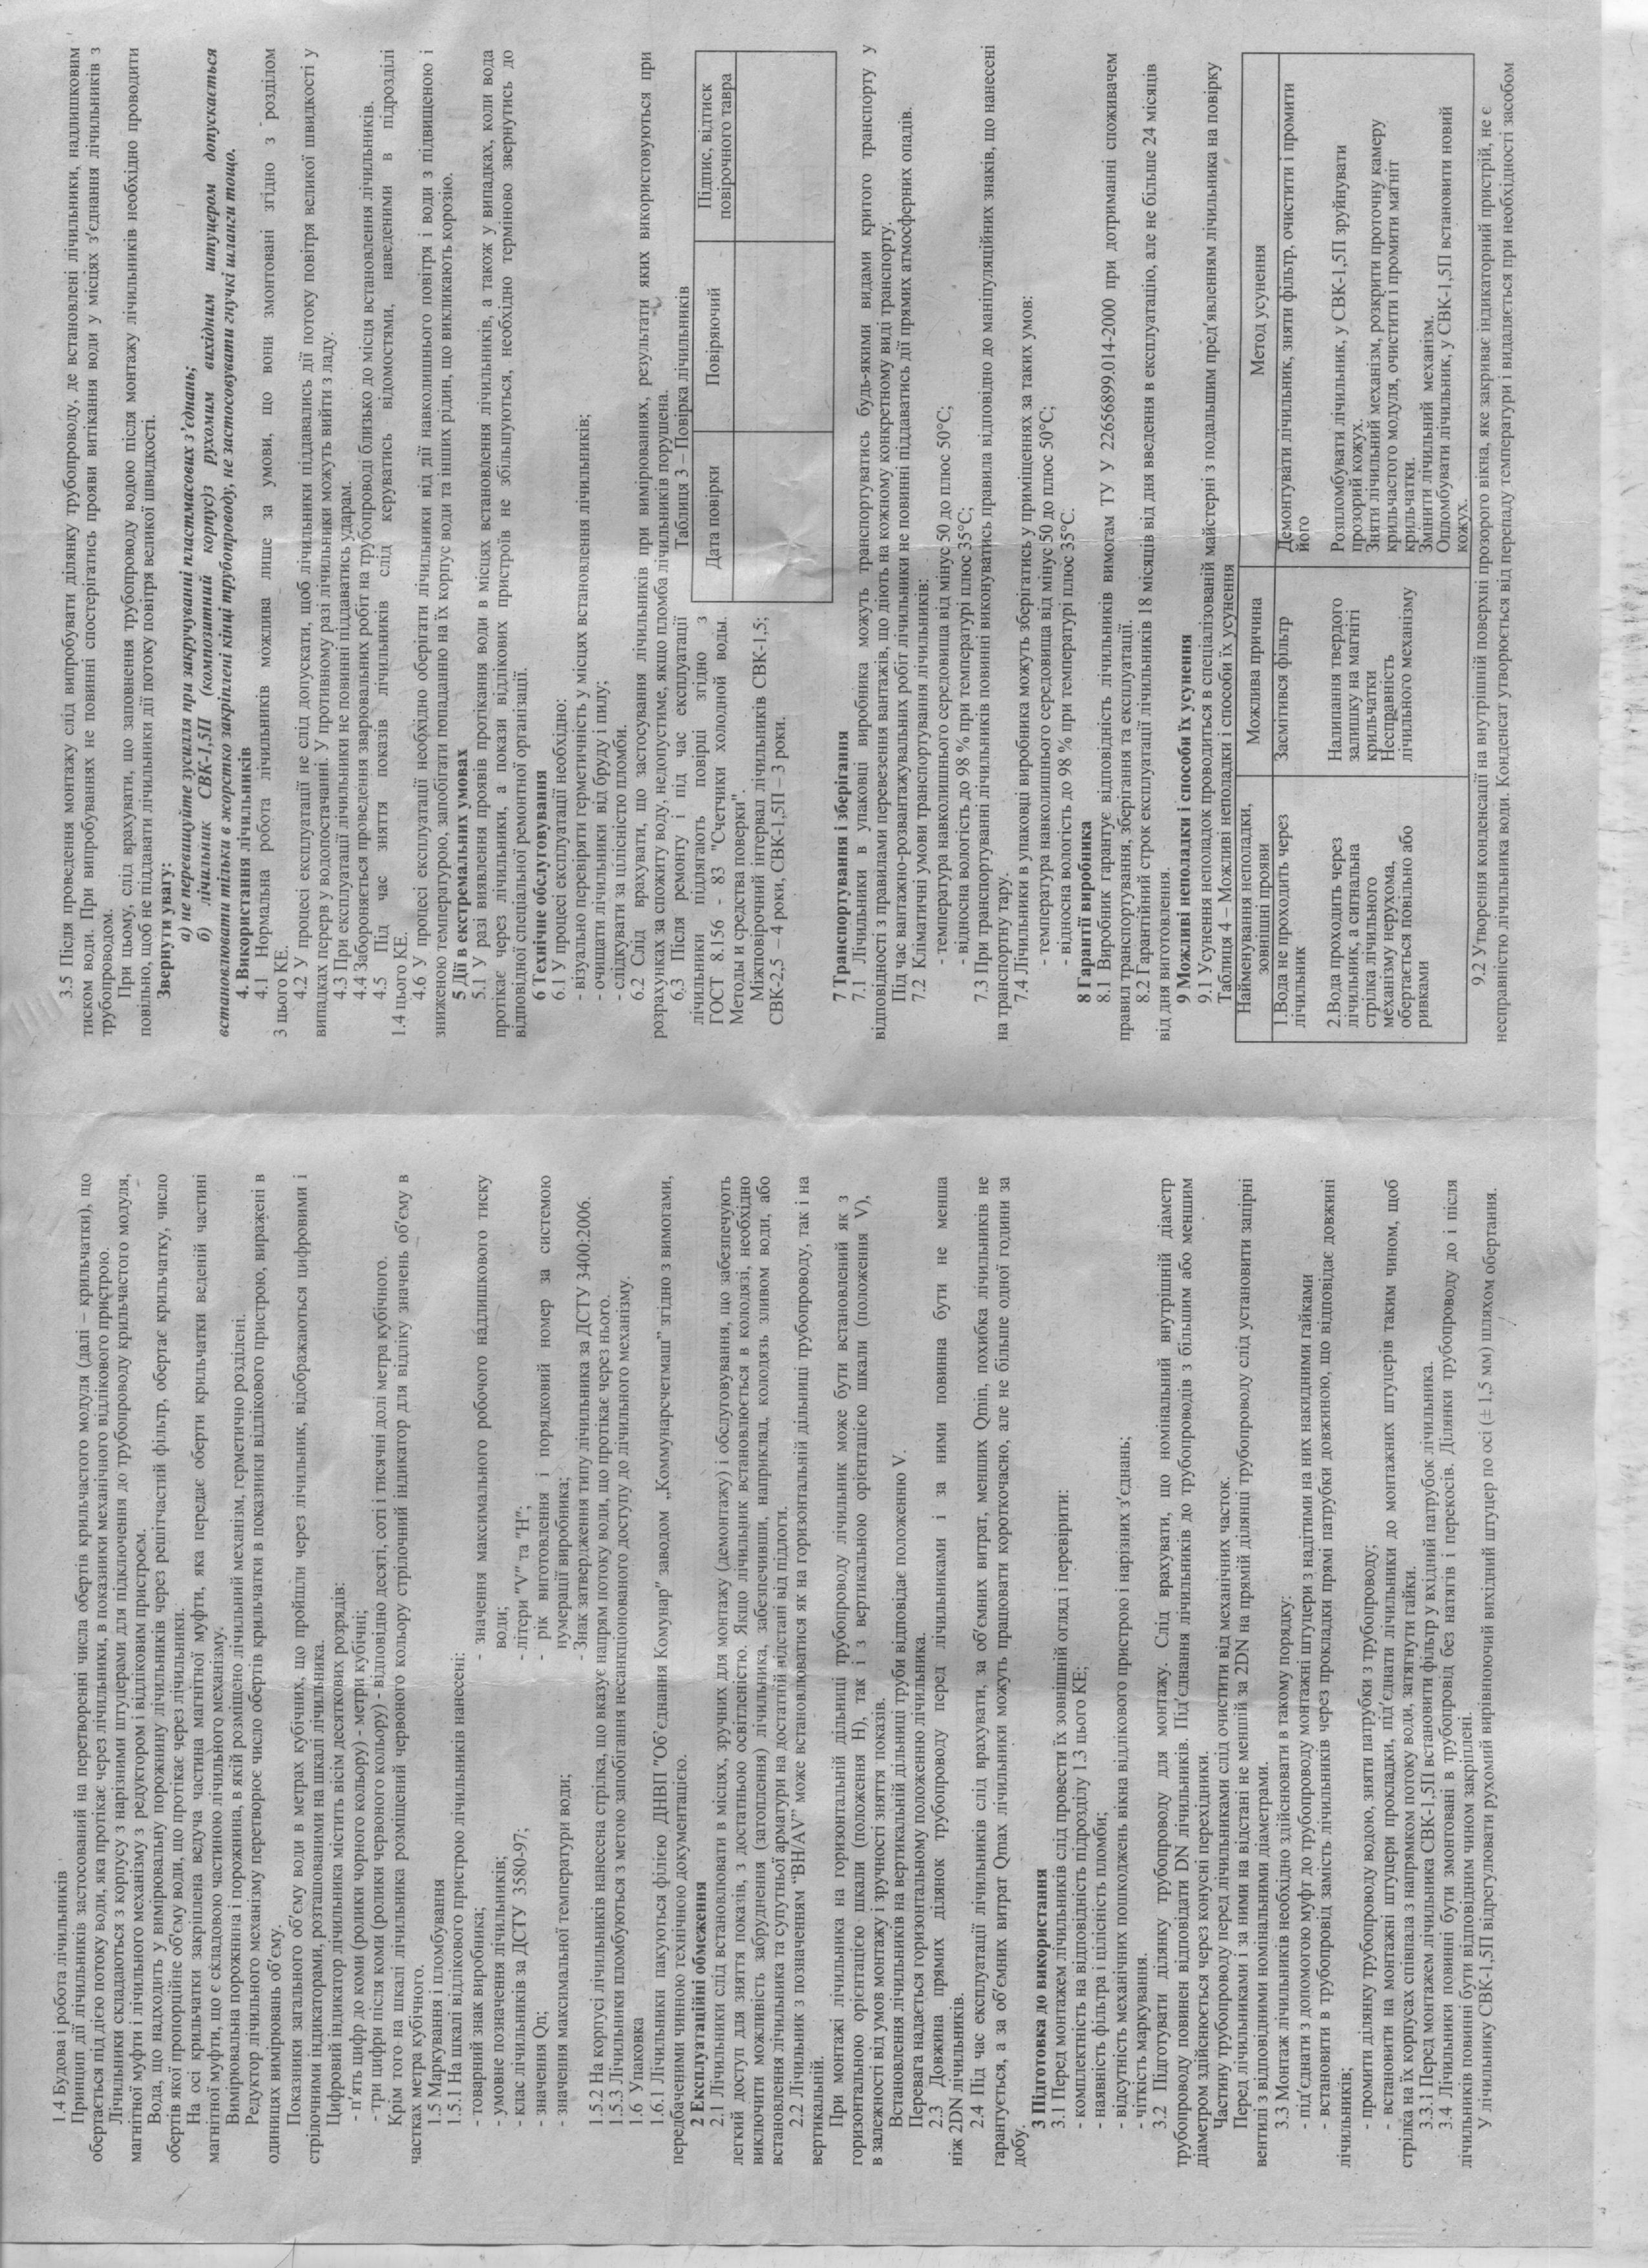 1.4 Будова і робота лічильників
Принцип дії лічильників застосований на перетворенні числа обертів крильчатого модуля (далі – крильчатки), що
обертається під дією потоку води, яка протікає через лічильники, в показники механічного відлікового пристрою.
Лічильники складаються з корпусу з нарізними штуцерами для підключення до трубопроводу крильчастого модуля,
магнітної муфти і лічильного механізму з редуктором і відліковим пристроєм.
Вода, що надходить у вимірювальну порожнину лічильників через решітчастий фільтр, обертає крильчатку, число
обертів якої пропорційне об'єму води, що протікає через лічильники.
На осі крильчатки закріплена ведуча частина магнітної муфти, яка передає оберти крильчатки веденій частині
магнітної муфти, що є складовою частиною лічильного механізму.
Вимірювальна порожнина і порожнина, в якій розміщено лічильний механізм, герметично розділені.
Редуктор лічильного механізму перетворює число обертів крильчатки в показники відлікового пристрою, виражені в
одиницях вимірювань об'єму.
Показники загального об'єму води в метрах кубічних, що пройшли через лічильник, відображаються цифровими і
стрілочними індикаторами, розташованими на шкалі лічильника.
Цифровий індикатор лічильника містить вісім десяткових розрядів:
- п'ять цифр до коми (ролики чорного кольору) - метри кубічні;
- три цифри після коми (ролики червоного кольору) - відповідно десяті, соті і тисячні долі метра кубічного.
Крім того на шкалі лічильника розміщений червоного кольору стрілочний індикатор для відліку значень об'єму в
частках метра кубічного.
1.5 Маркування і пломбування
1.5.1 На шкалі відлікового пристрою лічильників нанесені:
- товарний знак виробника;
- умовне позначення лічильників;
- клас лічильників за ДСТУ 3580-97;
- значення Qn;
- значення максимальної температури води;
- значення максимального робочого надлишкового тиску
води;
- літери "V" та "H";
- рік виготовлення і порядковий номер за системою
нумерації виробника;
- Знак затвердження типу лічильника за ДСТУ 3400:2006.
1.5.2 На корпусі лічильників нанесена стрілка, що вказує напрям потоку води, що протікає через нього.
1.5.3 Лічильники пломбуються з метою запобігання несанкціонованого доступу до лічильного механізму.
1.6 Упаковка
1.6.1 Лічильники пакуються філією ДНВП "Об'єднання Комунар" заводом „Коммунарсчетмаш” згідно з вимогами,
передбаченими чинною технічною документацією.
2 Експлуатаційні обмеження
2.1 Лічильники слід встановлювати в місцях, зручних для монтажу (демонтажу) і обслуговування, що забезпечують
легкий доступ для зняття показів, з достатньою освітленістю. Якщо лічильник встановлюється в колодязі, необхідно
виключити можливість забруднення (затоплення) лічильника, забезпечивши, наприклад, колодязь зливом води, або
встановлення лічильника та супутньої арматури на достатній відстані від підлоги.
2.2 Лічильник з позначенням “BH/AV” може встановлюватися як на горизонтальній дільниці трубопроводу, так і на
вертикальній.
При монтажі лічильника на горизонтальній дільниці трубопроводу лічильник може бути встановлений як з
горизонтальною орієнтацією шкали (положення H), так і з вертикальною орієнтацією шкали (положення V),
в залежності від умов монтажу і зручності зняття показів.
Встановлення лічильників на вертикальній дільниці труби відповідає положенню V.
Перевага надається горизонтальному положенню лічильника.
2.3 Довжина прямих ділянок трубопроводу перед лічильниками і за ними повинна бути не менша
ніж 2DN лічильників.
2.4 Під час експлуатації лічильників слід врахувати, за об'ємних витрат, менших Qmin, похибка лічильників не
гарантується, а за об'ємних витрат Qmax лічильники можуть працювати короткочасно, але не більше одної години за
добу.
3 Підготовка до використання
3.1 Перед монтажем лічильників слід провести їх зовнішній огляд і перевірити:
- комплектність на відповідність підрозділу 1.3 цього КЕ;
- наявність фільтра і цілісність пломби;
- відсутність механічних пошкоджень вікна відлікового пристрою і нарізних з'єднань;
- чіткість маркування.
3.2 Підготувати ділянку трубопроводу для монтажу. Слід врахувати, що номінальний внутрішній діаметр
трубопроводу повинен відповідати DN лічильників. Під'єднання лічильників до трубопроводів з більшим або меншим
діаметром здійснюється через конусні перехідники.
Частину трубопроводу перед лічильниками слід очистити від механічних часток.
Перед лічильниками і за ними на відстані не меншій за 2DN на прямій ділянці трубопроводу слід установити запірні
вентилі з відповідними номінальними діаметрами.
3.3 Монтаж лічильників необхідно здійснювати в такому порядку:
- під'єднати з допомогою муфт до трубопроводу монтажні штуцери з надітими на них накидними гайками
- встановити в трубопровід замість лічильників через прокладки прямі патрубки довжиною, що відповідає довжині
лічильників;
- промити ділянку трубопроводу водою, зняти патрубки з трубопроводу;
- встановити на монтажні штуцери прокладки, під'єднати лічильники до монтажних штуцерів таким чином, щоб
стрілка на їх корпусах співпала з напрямком потоку води, затягнути гайки.
3.3.1 Перед монтажем лічильника СВК-1,5П встановити фільтр у вхідний патрубок лічильника.
3.4 Лічильники повинні бути змонтовані в трубопровід без натягів і перекосів. Ділянки трубопроводу до і після
лічильників повинні бути відповідним чином закріплені.
У лічильнику СВК-1,5П відрегулювати рухомий вирівнюючий вихідний штуцер по осі (± 1,5 мм) шляхом обертання.
3.5 Після проведення монтажу слід випробувати ділянку трубопроводу, де встановлені лічильники, надлишковим
тиском води. При випробуваннях не повинні спостерігатись прояви витікання води у місцях з'єднання лічильників з
трубопроводом.
При цьому, слід врахувати, що заповнення трубопроводу водою після монтажу лічильників необхідно проводити
повільно, щоб не піддавати лічильники дії потоку повітря великої швидкості.
Звернути увагу:
а) не перевищуйте зусилля при закручуванні пластмасових з'єднань;
б) лічильник СВК-1,5П (композитний корпус)з рухомим вихідним штуцером допускається
встановлювати тільки в жорстко закріплені кінці трубопроводу, не застосовувати гнучкі шланги тощо.
4. Використання лічильників
4.1 Нормальна робота лічильників можлива лише за умови, що вони змонтовані згідно з розділом
3 цього КЕ.
4.2 У процесі експлуатації не слід допускати, щоб лічильники піддавались дії потоку повітря великої швидкості у
випадках перерв у водопостачанні. У противному разі лічильники можуть вийти з ладу.
4.3 При експлуатації лічильники не повинні піддаватись ударам.
4.4 Забороняється проведення зварювальних робіт на трубопроводі близько до місця встановлення лічильників.
4.5 Під час зняття показів лічильників слід керуватись відомостями, наведеними в підрозділі
1.4 цього КЕ.
4.6 У процесі експлуатації необхідно оберігати лічильники від дії навколишнього повітря і води з підвищеною і
зниженою температурою, запобігати попаданню на їх корпус води та інших рідин, що викликають корозію.
5 Дії в екстремальних умовах
5.1 У разі виявлення проявів протікання води в місцях встановлення лічильників, а також у випадках, коли вода
протікає через лічильники, а покази відлікових пристроїв не збільшуються, необхідно терміново звернутись до
відповідної спеціальної ремонтної організації.
6 Технічне обслуговування
6.1 У процесі експлуатації необхідно:
- візуально перевіряти герметичність у місцях встановлення лічильників;
- очищати лічильники від бруду і пилу;
- слідкувати за цілісністю пломби.
6.2 Слід врахувати, що застосування лічильників при вимірюваннях, результати яких використовуються при
розрахунках за спожиту воду, недопустиме, якщо пломба лічильників порушена.
6.3 Після ремонту і під час експлуатації
лічильники підлягають повірці згідно з
ГОСТ 8.156 - 83 "Счетчики холодной воды.
Методы и средства поверки".
Міжповірочний інтервал лічильників СВК-1,5;
СВК-2,5 – 4 роки, СВК-1,5П – 3 роки.
Таблиця 3 – Повірка лічильників
Дата повірки
Повіряючий
Підпис, відтиск
повірочного тавра
7 Транспортування і зберігання
7.1 Лічильники в упаковці виробника можуть транспортуватись будь-якими видами критого транспорту у
відповідності з правилами перевезення вантажів, що діють на кожному конкретному виді транспорту.
Під час вантажно-розвантажувальних робіт лічильники не повинні піддаватись дії прямих атмосферних опадів.
7.2 Кліматичні умови транспортування лічильників:
- температура навколишнього середовища від мінус 50 до плюс 50°С;
- відносна вологість до 98 % при температурі плюс 35°С;
7.3 При транспортуванні лічильників повинні виконуватись правила відповідно до маніпуляційних знаків, що нанесені
на транспортну тару.
7.4 Лічильники в упаковці виробника можуть зберігатись у приміщеннях за таких умов:
- температура навколишнього середовища від мінус 50 до плюс 50°С;
- відносна вологість до 98 % при температурі плюс 35°С.
8 Гарантії виробника
8.1 Виробник гарантує відповідність лічильників вимогам ТУ У 22656899.014-2000 при дотриманні споживачем
правил транспортування, зберігання та експлуатації.
8.2 Гарантійний строк експлуатації лічильників 18 місяців від дня введення в експлуатацію, але не більше 24 місяців
від дня виготовлення.
9 Можливі неполадки і способи їх усунення
9.1 Усунення неполадок проводиться в спеціалізованій майстерні з подальшим пред'явленням лічильника на повірку
Таблиця 4 – Можливі неполадки і способи їх усунення
Найменування неполадки,
зовнішні прояви
Можлива причина
Метод усунення
1.Вода не проходить через
лічильник
Засмітився фільтр
Демонтувати лічильник, зняти фільтр, очистити і промити
його
2.Вода проходить через
лічильник, а сигнальна
стрілка лічильного
механізму нерухома,
обертається повільно або
ривками
Налипання твердого
залишку на магніті
крильчатки
Несправність
лічильного механізму
Розпломбувати лічильник, у СВК-1,5П зруйнувати
прозорий кожух.
Зняти лічильний механізм, розкрити проточну камеру
крильчастого модуля, очистити і промити магніт
крильчатки.
Змінити лічильний механізм.
Опломбувати лічильник, у СВК-1,5П встановити новий
кожух.
9.2 Утворення конденсації на внутрішній поверхні прозорого вікна, яке закриває індикаторний пристрій, не є
несправністю лічильника води. Конденсат утворюється від перепаду температури і видаляється при необхідності засобом